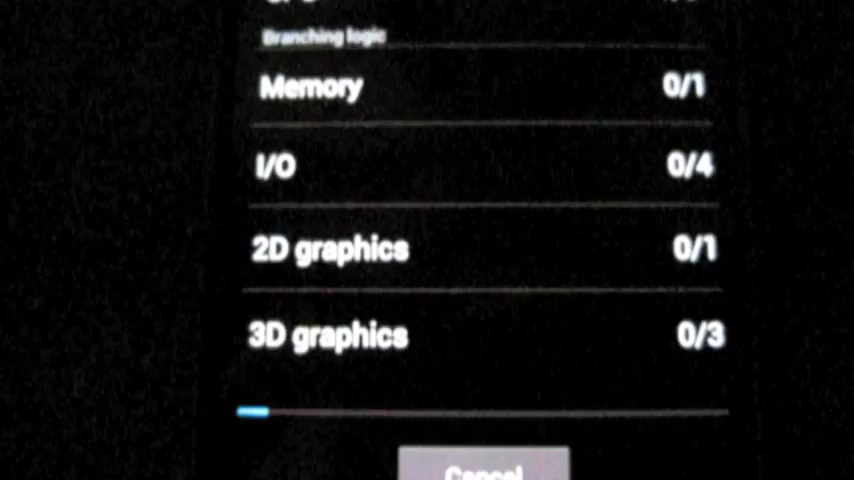 Branching logic
Memory 0/1
I/O 0/4
2D graphics 0/1
3D graphics 0/3
Cancel